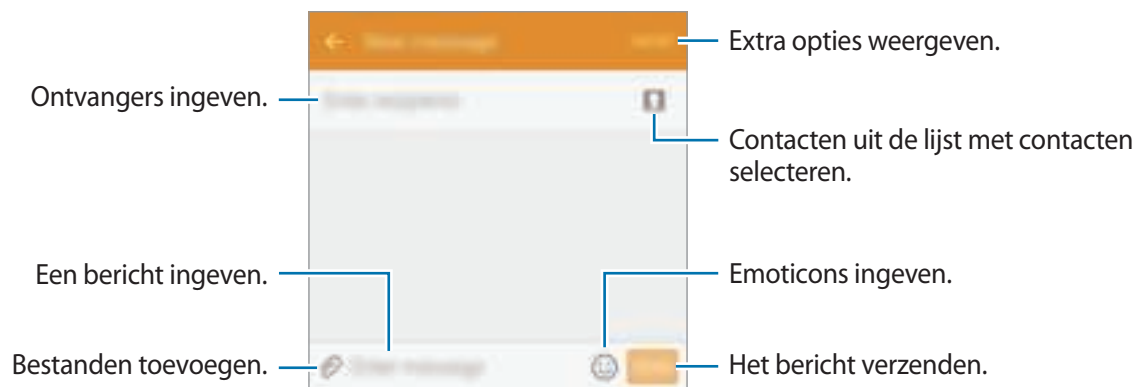 Extra opties weergeven.
Ontvangers ingeven.
Contacten uit de lijst met contacten
selecteren.
Een bericht ingeven.
Emoticons ingeven.
Bestanden toevoegen.
Het bericht verzenden.